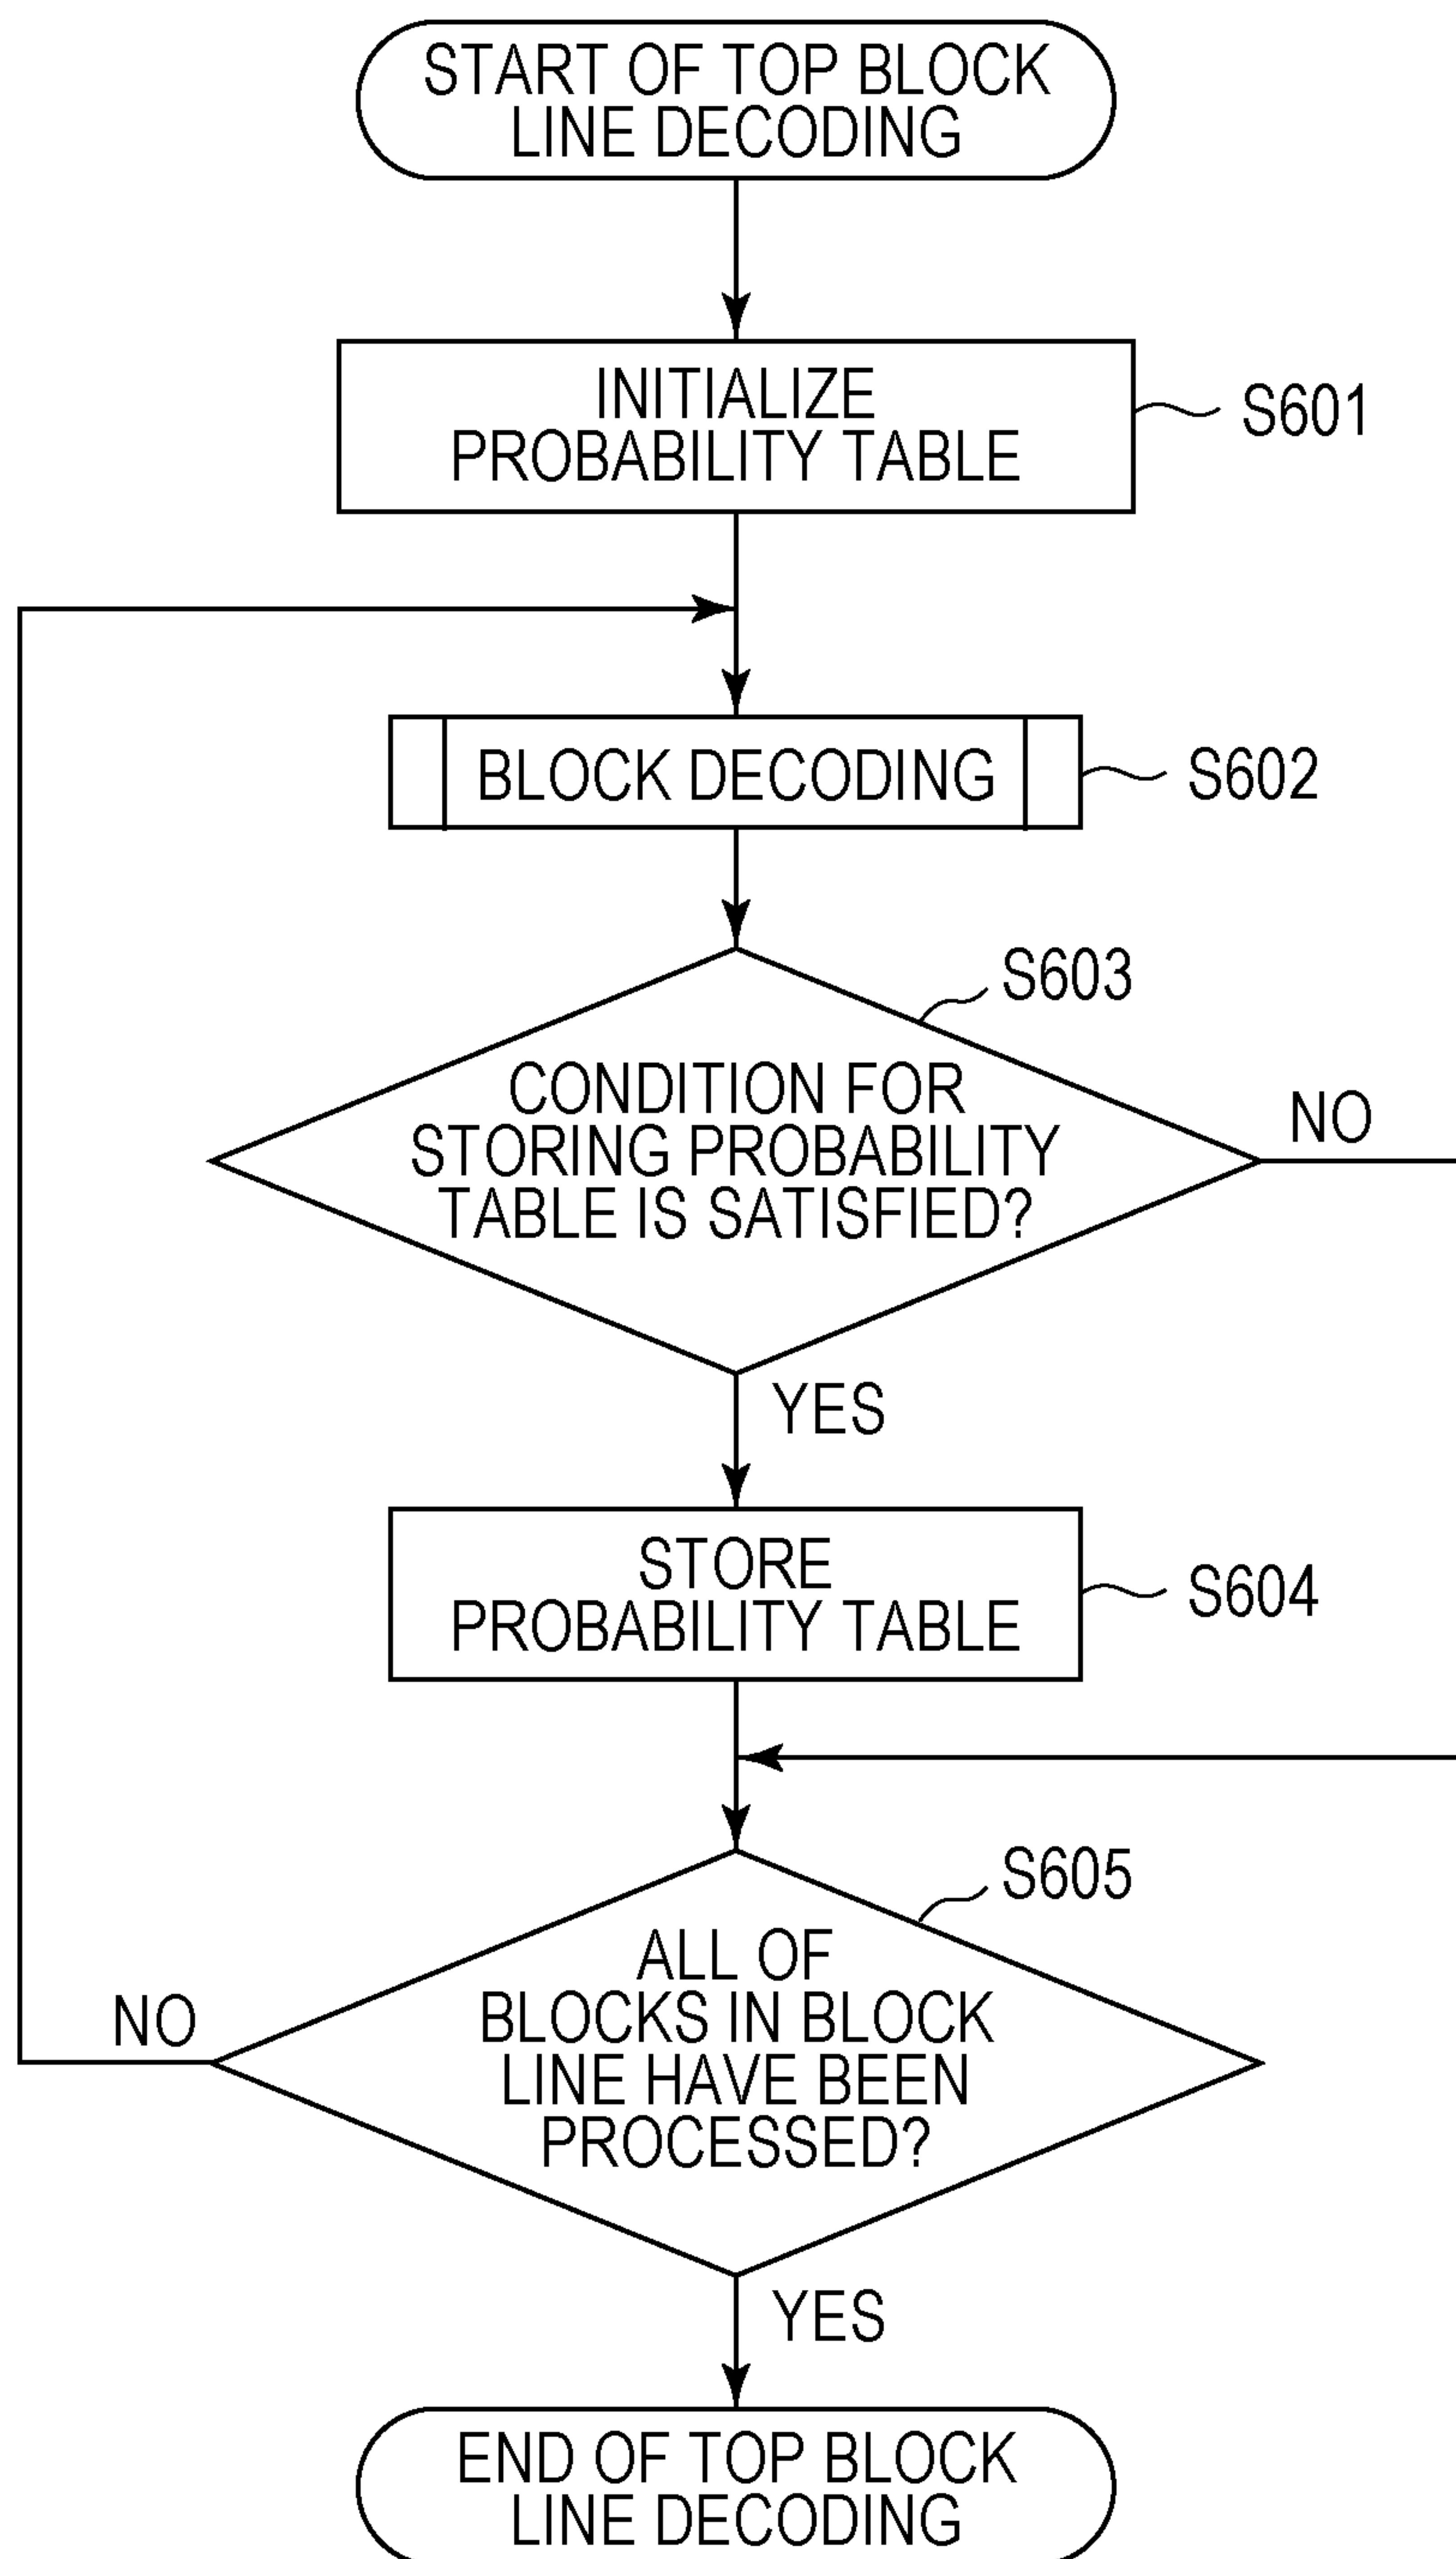 START OF TOP BLOCK
LINE DECODING
INITIALIZE
PROBABILITY TABLE
S601
BLOCK DECODING
S602
S603
CONDITION FOR
STORING PROBABILITY
TABLE IS SATISFIED?
NO
YES
STORE
PROBABILITY TABLE
S604
S605
ALL OF
BLOCKS IN BLOCK
LINE HAVE BEEN
PROCESSED?
NO
YES
END OF TOP BLOCK
LINE DECODING